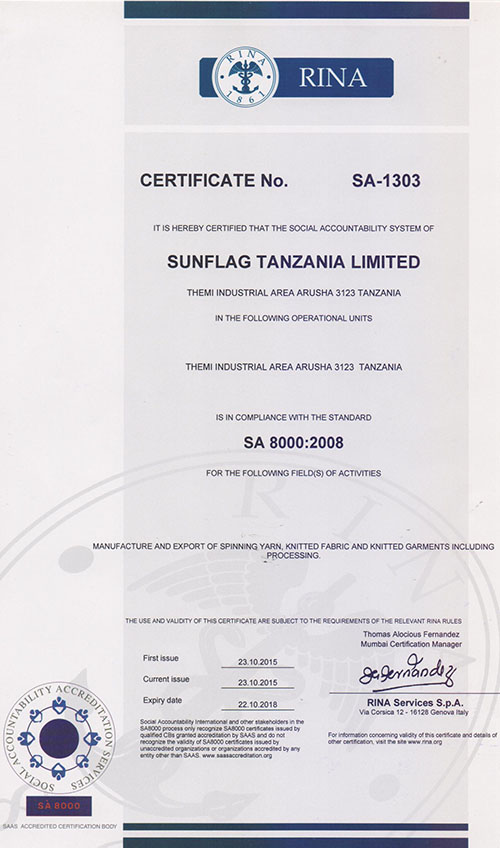 RINA
1861
RINA
CERTIFICATE No. SA-1303
IT IS HEREBY CERTIFIED THAT THE SOCIAL ACCOUNTABILITY SYSTEM OF
SUNFLAG TANZANIA LIMITED
THEMI INDUSTRIAL AREA ARUSHA 3123 TANZANIA
IN THE FOLLOWING OPERATIONAL UNITS
THEMI INDUSTRIAL AREA ARUSHA 3123 TANZANIA
IS IN COMPLIANCE WITH THE STANDARD
SA 8000:2008
FOR THE FOLLOWING FIELD(S) OF ACTIVITIES
RIN
MANUFACTURE AND EXPORT OF SPINNING YARN, KNITTED FABRIC AND KNITTED GARMENTS INCLUDING
PROCESSING.
THE USE AND VALIDITY OF THIS CERTIFICATE ARE SUBJECT TO THE REQUIREMENTS OF THE RELEVANT RINA RULES
Thomas Alocious Fernandez
Mumbai Certification Manager
First issue 23.10.2015
Current issue 23.10.2015
Expiry date 22.10.2018
RINA Services S.p.A.
Via Corsica 12 - 16128 Genova Italy
Social Accountability International and other stakeholders in the
SA8000 process only recognize SA8000 certificates issued by
qualified CBs granted accreditation by SAAS and do not
recognize the validity of SA8000 certificates issued by
unaccredited organizations or organizations accredited by any
entity other than SAAS. www.saasaccreditation.org
For information concerning validity of this certificate and details of
other certification, visit the site www.rina.org
SOCIAL ACCOUNTABILITY ACCREDITATION SERVICES
SA 8000
SAAS ACCREDITED CERTIFICATION BODY